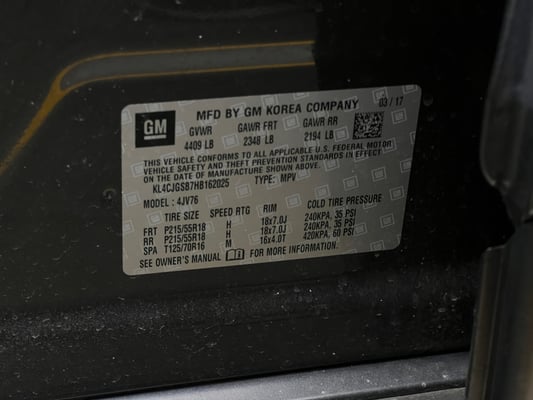 GM
MFD BY GM KOREA COMPANY 03/17
GVWR GAWR FRT GAWR RR
4409 LB 2348 LB 2194 LB
THIS VEHICLE CONFORMS TO ALL APPLICABLE U.S. FEDERAL MOTOR
VEHICLE SAFETY AND THEFT PREVENTION STANDARDS IN EFFECT ON
THE DATE OF MANUFACTURE SHOWN ABOVE.
KL4CJGSB7HB162025 TYPE: MPV
MODEL: 4JV76
TIRE SIZE SPEED RTG RIM COLD TIRE PRESSURE
FRT P215/55R18 H 18x7.0J 240KPA, 35 PSI
RR P215/55R18 H 18x7.0J 240KPA, 35 PSI
SPA T125/70R16 M 16x4.0T 420KPA, 60 PSI
SEE OWNER'S MANUAL FOR MORE INFORMATION.